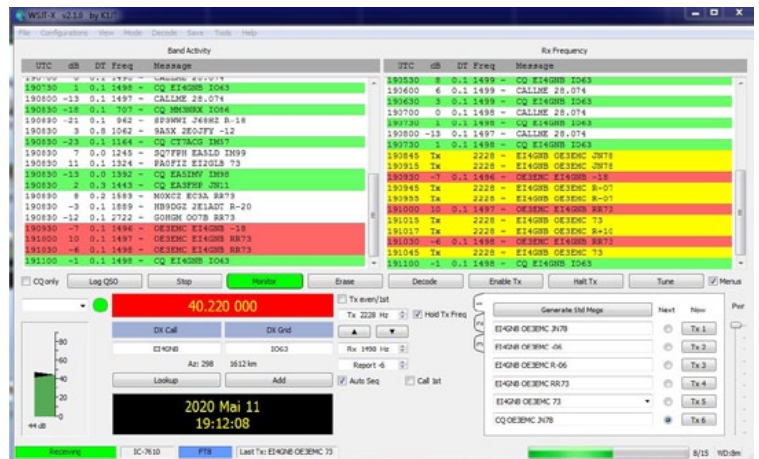 WSJT-X v2.1.0 by K1JT
File Configurations View Mode Decode Save Tools Help
Band Activity
UTC dB DT Freq Message
190730 1 0.1 1498 ~ CQ EI4GNB IO63
190800 -13 0.1 1497 ~ CALLME 28.074
190830 -18 0.1 707 ~ CQ MM3NRX IO86
190830 -21 0.1 962 ~ 8P9WWI J68HZ R-18
190830 3 0.8 1062 ~ 9A5X 2E0JFY -12
190830 -23 0.1 1164 ~ CQ CT7ACG IM57
190830 7 0.0 1245 ~ SQ7FPH EA5LD IM99
190830 11 0.1 1324 ~ PA0FIZ EI2GLB 73
190830 -13 0.0 1392 ~ CQ EA5IMV IM98
190830 2 0.3 1443 ~ CQ EA3FHP JN11
190830 8 0.2 1583 ~ M0XCZ EC3A RR73
190830 -3 0.1 1889 ~ HB9DGZ 2E1ADT R-20
190830 -12 0.1 2722 ~ G0HGM OO7B RR73
190930 -7 0.1 1496 ~ OE3EMC EI4GNB -18
191000 10 0.1 1497 ~ OE3EMC EI4GNB RR73
191030 -6 0.1 1498 ~ OE3EMC EI4GNB RR73
191100 -1 0.1 1498 ~ CQ EI4GNB IO63
Rx Frequency
UTC dB DT Freq Message
190530 8 0.1 1499 ~ CQ EI4GNB IO63
190600 6 0.1 1499 ~ CALLME 28.074
190630 3 0.1 1499 ~ CQ EI4GNB IO63
190700 0 0.1 1498 ~ CALLME 28.074
190730 1 0.1 1498 ~ CQ EI4GNB IO63
190800 -13 0.1 1497 ~ CALLME 28.074
190730 1 0.1 1498 ~ CQ EI4GNB IO63
190845 Tx 2228 ~ EI4GNB OE3EMC JN78
190915 Tx 2228 ~ EI4GNB OE3EMC JN78
190930 -7 0.1 1496 ~ OE3EMC EI4GNB -18
190945 Tx 2228 ~ EI4GNB OE3EMC R-07
190955 Tx 2228 ~ EI4GNB OE3EMC R-07
191000 10 0.1 1497 ~ OE3EMC EI4GNB RR73
191015 Tx 2228 ~ EI4GNB OE3EMC 73
191017 Tx 2228 ~ EI4GNB OE3EMC R+10
191030 -6 0.1 1498 ~ OE3EMC EI4GNB RR73
191045 Tx 2228 ~ EI4GNB OE3EMC 73
191100 -1 0.1 1498 ~ CQ EI4GNB IO63
CQ only Log QSO Stop Monitor Erase Decode Enable Tx Halt Tx Tune Menus
40.220 000
DX Call DX Grid
EI4GNB IO63
Az: 298 1612 km
Lookup Add
2020 Mai 11
19:12:08
-80
-60
-40
-20
0
44 dB
Tx even/1st
Tx 2228 Hz Hold Tx Freq
Rx 1498 Hz
Report -6
Auto Seq Call 1st
Generate Std Msgs Next Now Pwr
EI4GNB OE3EMC JN78 Tx 1
EI4GNB OE3EMC -06 Tx 2
EI4GNB OE3EMC R-06 Tx 3
EI4GNB OE3EMC RR73 Tx 4
EI4GNB OE3EMC 73 Tx 5
CQ OE3EMC JN78 Tx 6
Receiving IC-7610 FT8 Last Tx: EI4GNB OE3EMC 73 8/15 WD:8m